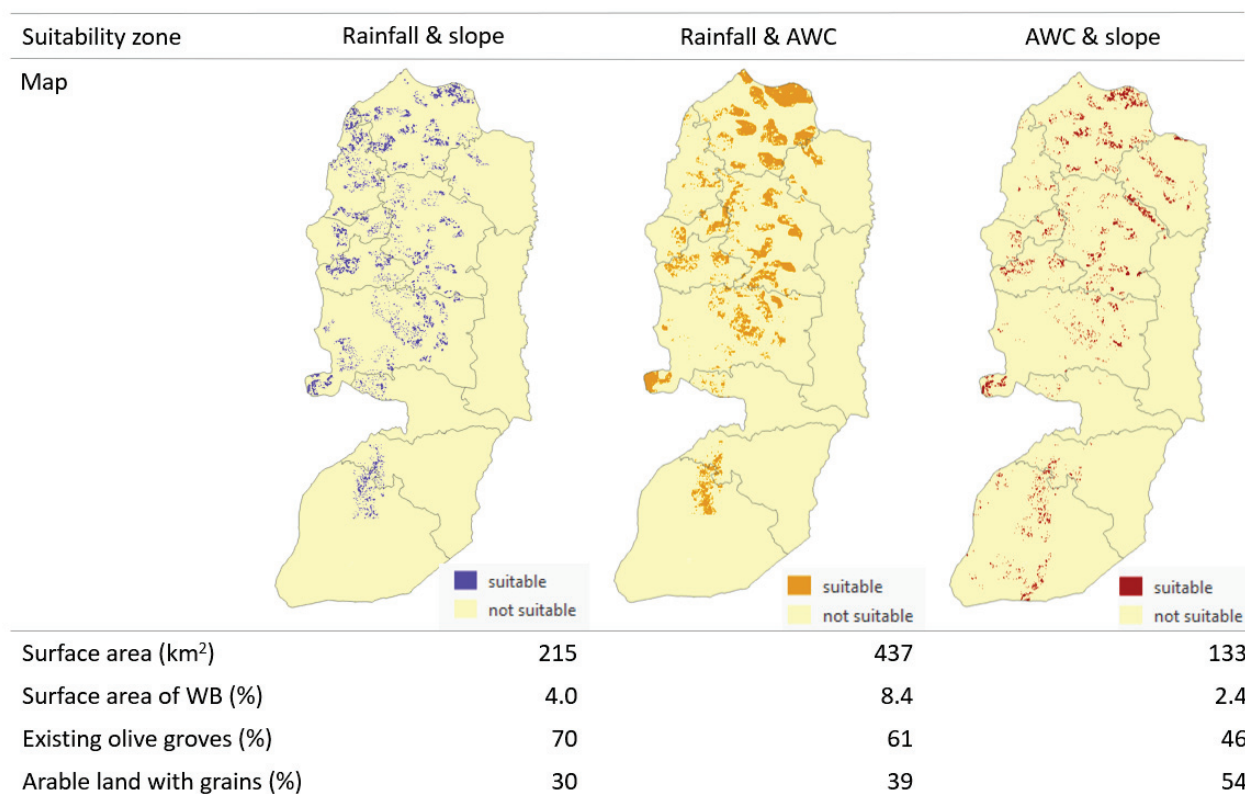 Suitability zone Rainfall & slope Rainfall & AWC AWC & slope
Map
suitable suitable suitable
not suitable not suitable not suitable
Surface area (km²) 215 437 133
Surface area of WB (%) 4.0 8.4 2.4
Existing olive groves (%) 70 61 46
Arable land with grains (%) 30 39 54